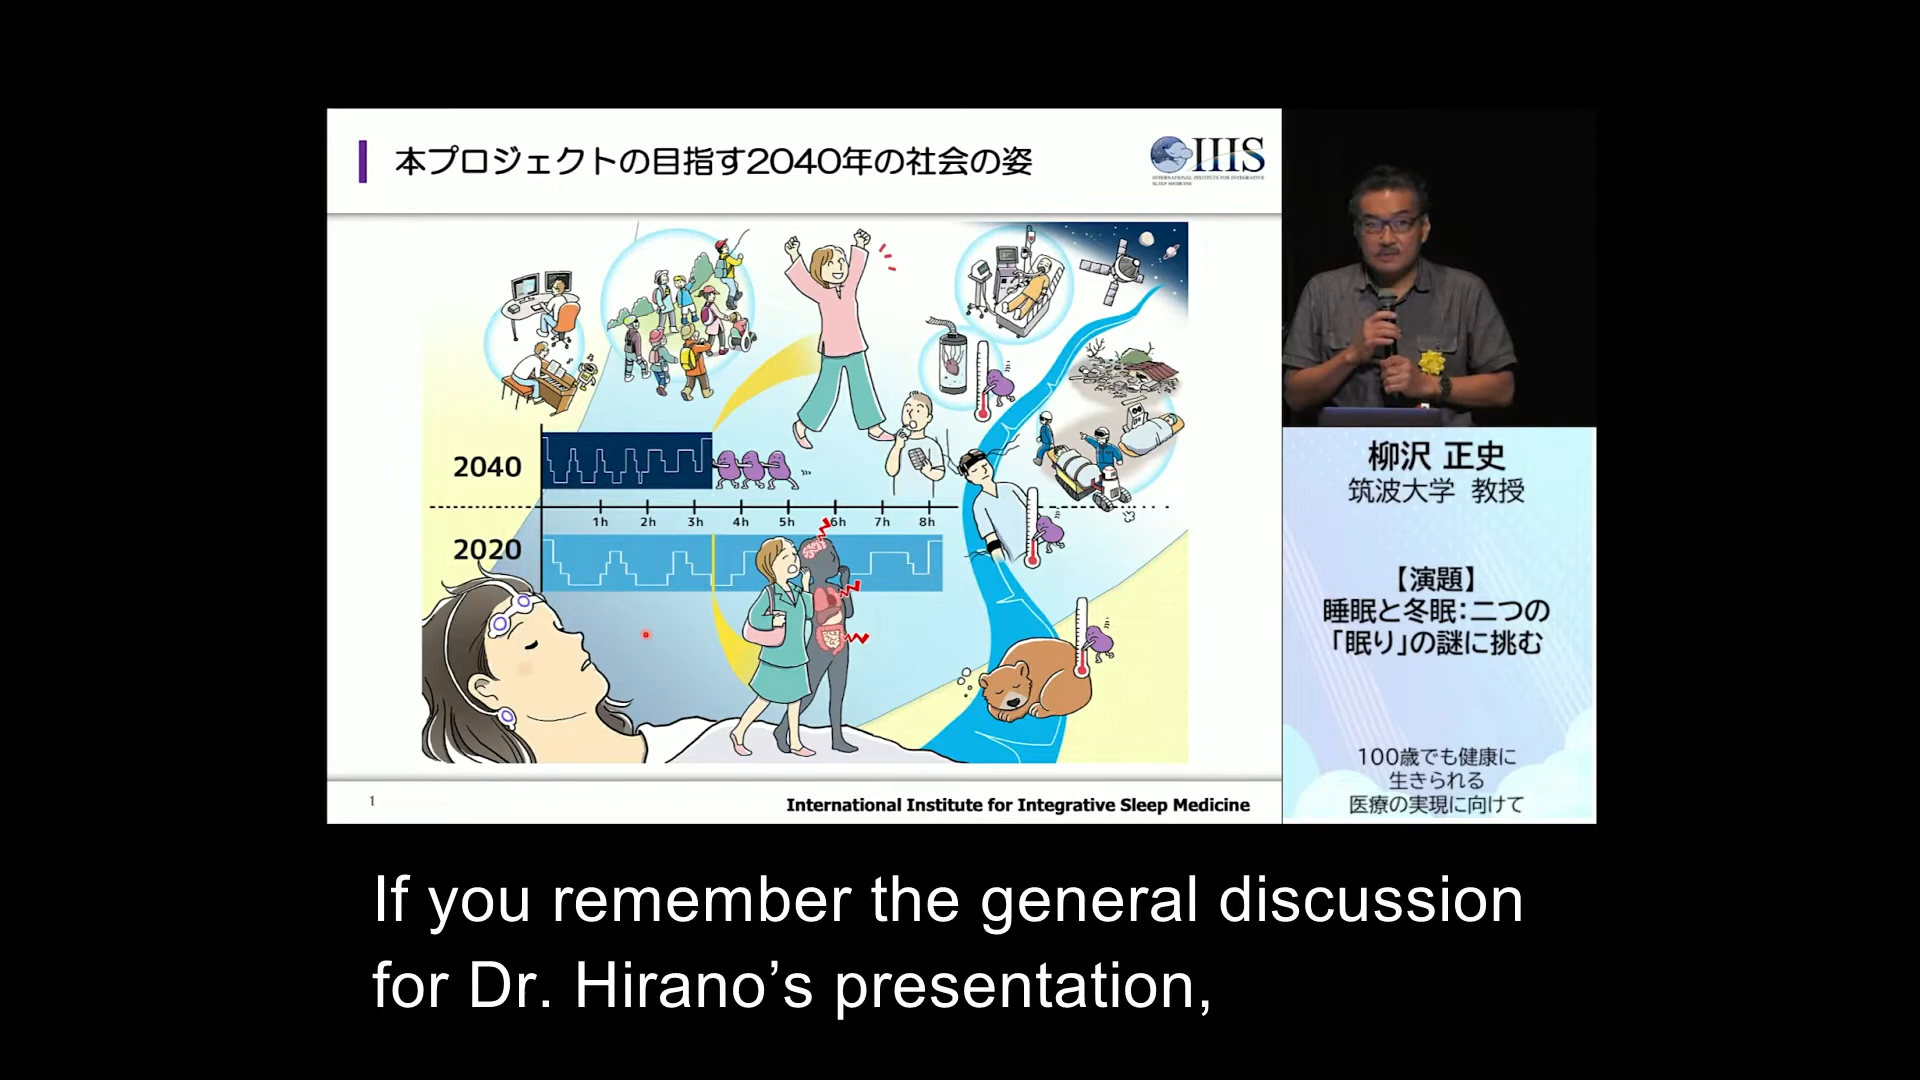 本プロジェクトの目指す2040年の社会の姿
IIIS
INTERNATIONAL INSTITUTE FOR INTEGRATIVE
SLEEP MEDICINE
2040
1h 2h 3h 4h 5h 6h 7h 8h
2020
1
International Institute for Integrative Sleep Medicine
柳沢 正史
筑波大学 教授
【演題】
睡眠と冬眠：二つの
「眠り」の謎に挑む
100歳でも健康に
生きられる
医療の実現に向けて
If you remember the general discussion
for Dr. Hirano’s presentation,